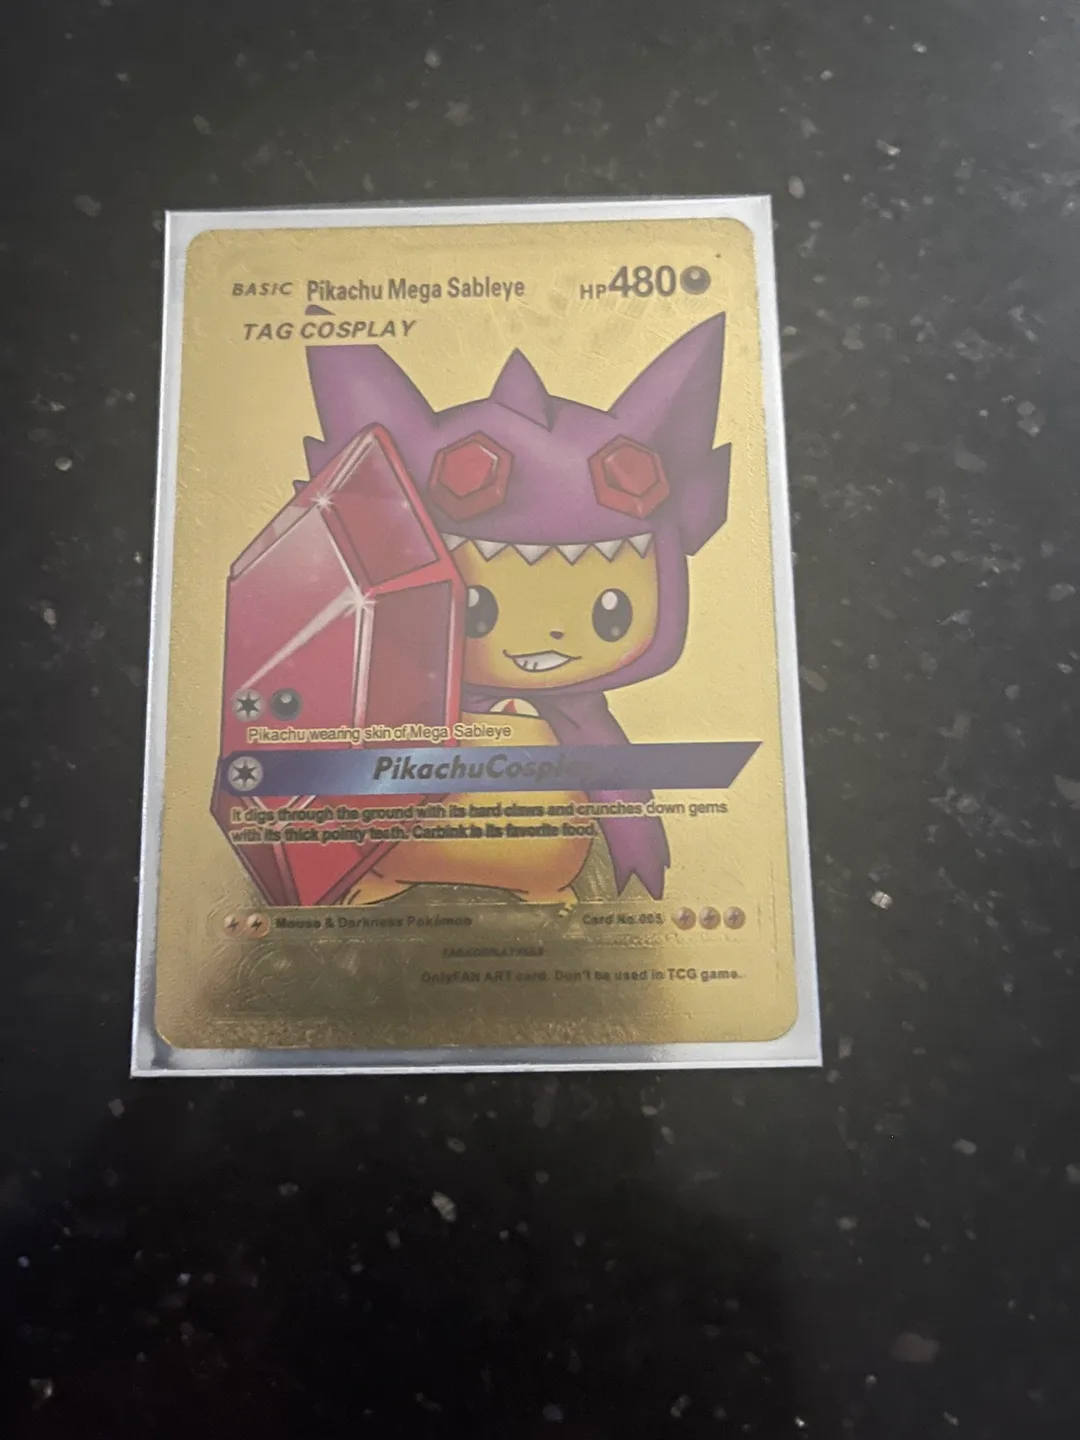 BASIC Pikachu Mega Sableye HP480
TAG COSPLAY
Pikachu wearing skin of Mega Sableye
PikachuCosplay
It digs through the ground with its hard claws and crunches down gems
with its thick pointy teeth. Carbink is its favorite food.
Mouse & Darkness Pokémon Card No.005
OnlyFAN ART card. Don't be used in TCG game.